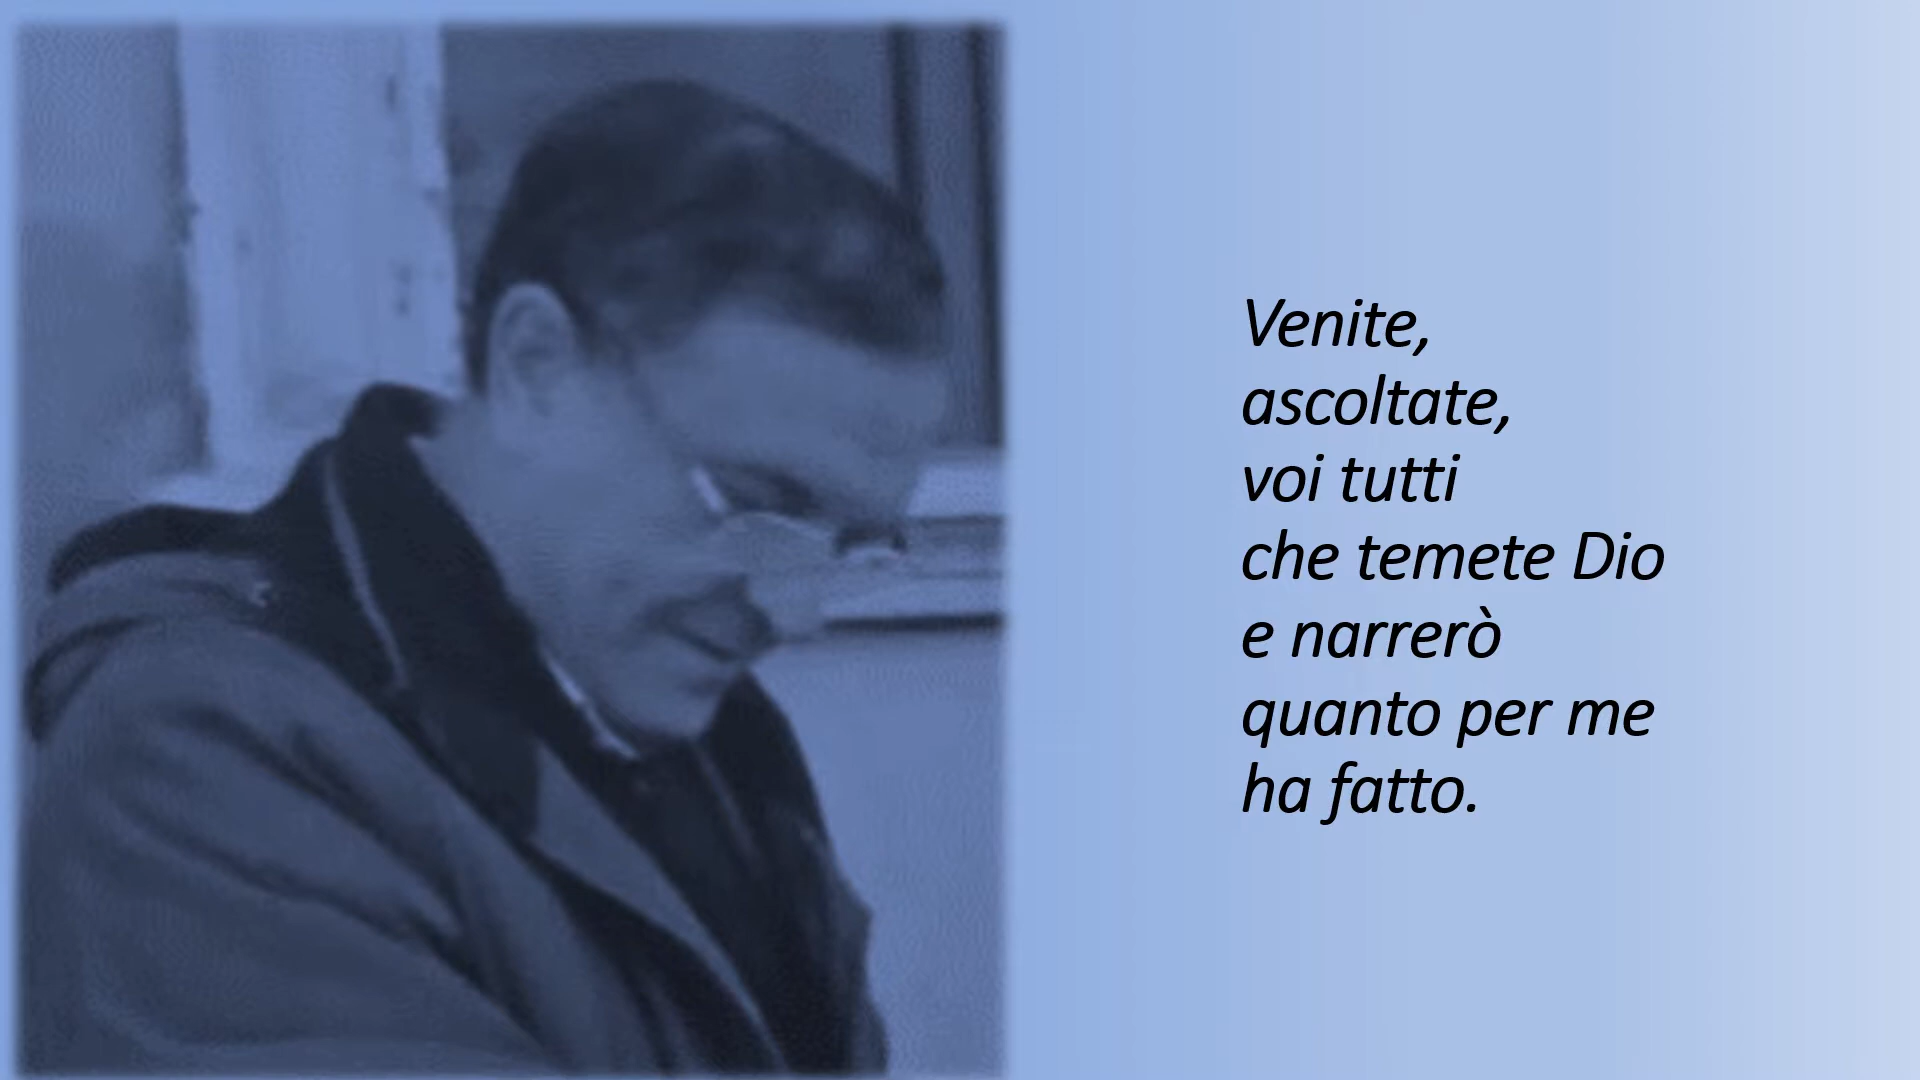 Venite,
ascoltate,
voi tutti
che temete Dio
e narrerò
quanto per me
ha fatto.